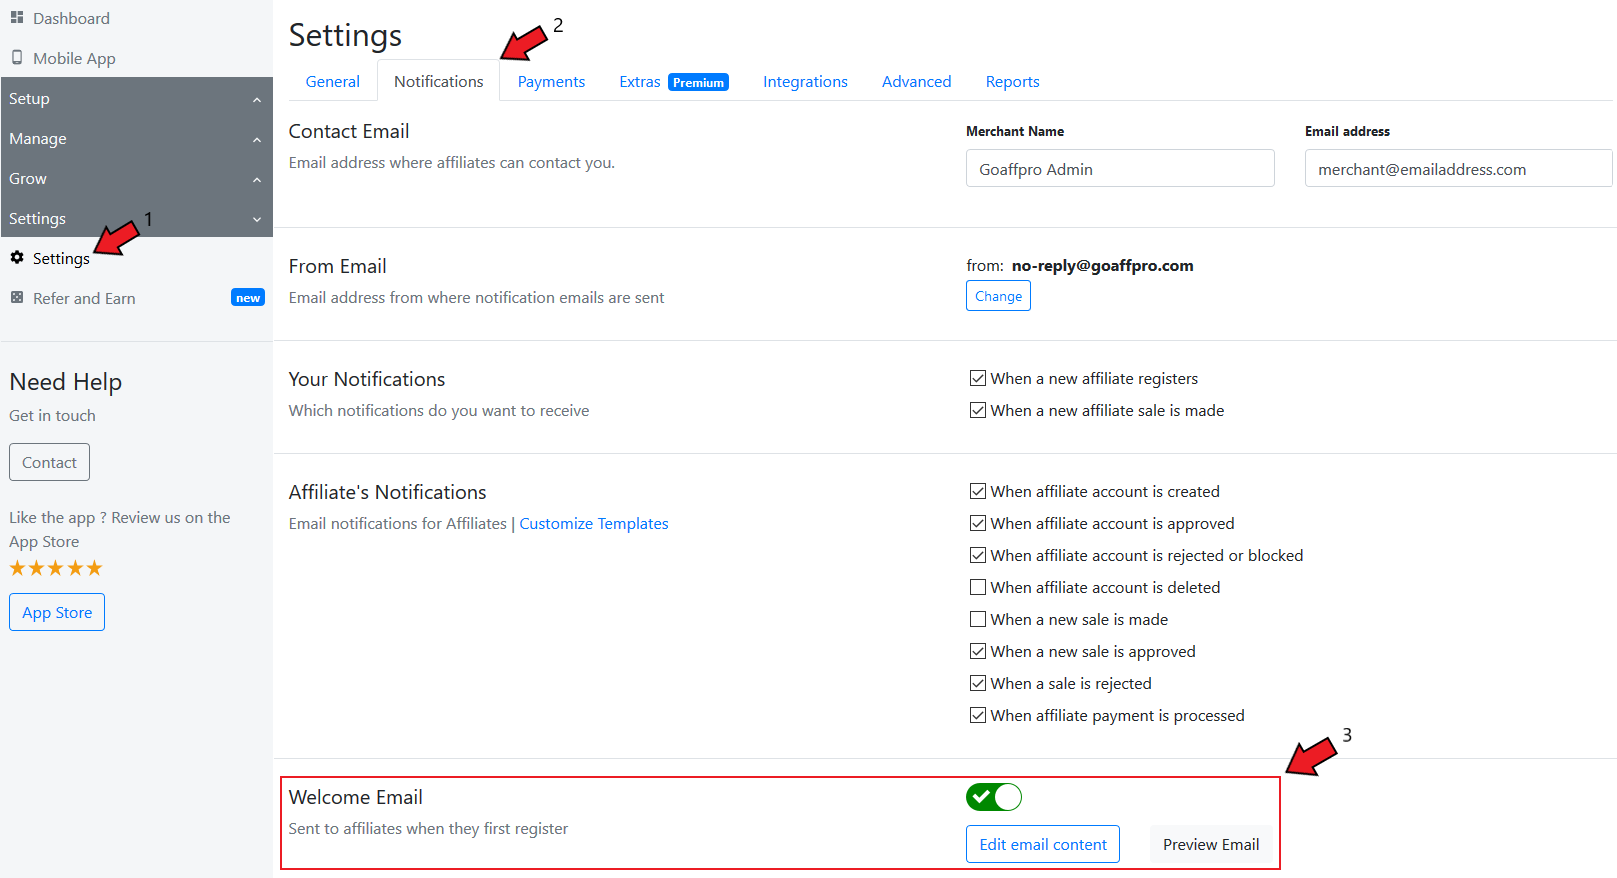 Dashboard
Mobile App
Setup
Manage
Grow
Settings
1
Settings
Refer and Earn new
Need Help
Get in touch
Contact
Like the app ? Review us on the
App Store
App Store
Settings
2
General Notifications Payments Extras Premium Integrations Advanced Reports
Contact Email
Email address where affiliates can contact you.
Merchant Name
Goaffpro Admin
Email address
merchant@emailaddress.com
From Email
Email address from where notification emails are sent
from: no-reply@goaffpro.com
Change
Your Notifications
Which notifications do you want to receive
When a new affiliate registers
When a new affiliate sale is made
Affiliate's Notifications
Email notifications for Affiliates | Customize Templates
When affiliate account is created
When affiliate account is approved
When affiliate account is rejected or blocked
When affiliate account is deleted
When a new sale is made
When a new sale is approved
When a sale is rejected
When affiliate payment is processed
3
Welcome Email
Sent to affiliates when they first register
Edit email content Preview Email